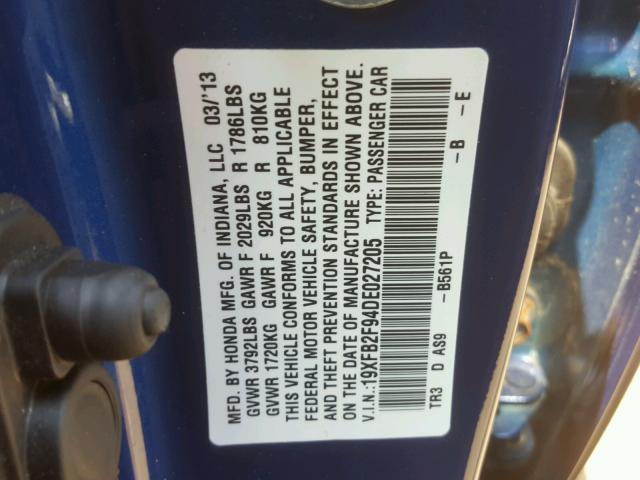 MFD. BY HONDA MFG. OF INDIANA, LLC 03/'13
GVWR 3792LBS GAWR F 2029LBS R 1786LBS
GVWR 1720KG GAWR F 920KG R 810KG
THIS VEHICLE CONFORMS TO ALL APPLICABLE
FEDERAL MOTOR VEHICLE SAFETY, BUMPER,
AND THEFT PREVENTION STANDARDS IN EFFECT
ON THE DATE OF MANUFACTURE SHOWN ABOVE.
V.I.N.:19XFB2F94DE027205 TYPE: PASSENGER CAR
TR3 D AS9 -B561P -B -E